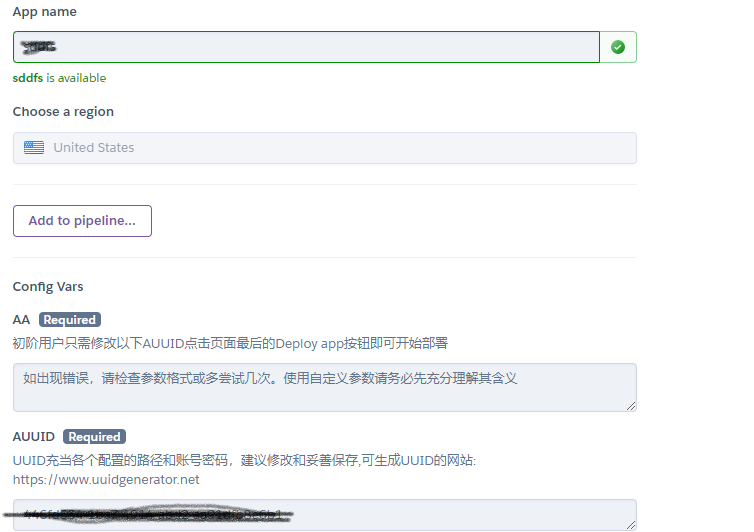 App name
sddfs is available
Choose a region
United States
Add to pipeline...
Config Vars
AA Required
初阶用户只需修改以下AUUID点击页面最后的Deploy app按钮即可开始部署
如出现错误，请检查参数格式或多尝试几次。使用自定义参数请务必先充分理解其含义
AUUID Required
UUID充当各个配置的路径和账号密码，建议修改和妥善保存,可生成UUID的网站:
https://www.uuidgenerator.net